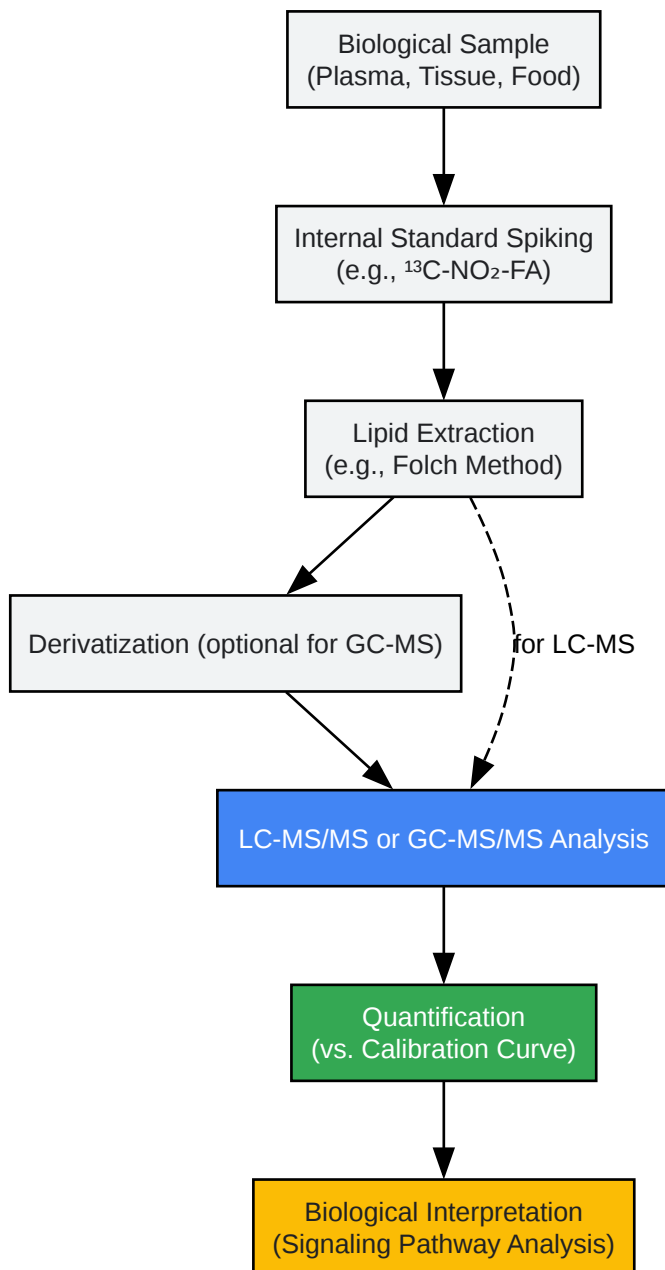 Biological Sample
(Plasma, Tissue, Food)
Internal Standard Spiking
(e.g., ¹³C-NO₂-FA)
Lipid Extraction
(e.g., Folch Method)
Derivatization (optional for GC-MS)
for LC-MS
LC-MS/MS or GC-MS/MS Analysis
Quantification
(vs. Calibration Curve)
Biological Interpretation
(Signaling Pathway Analysis)